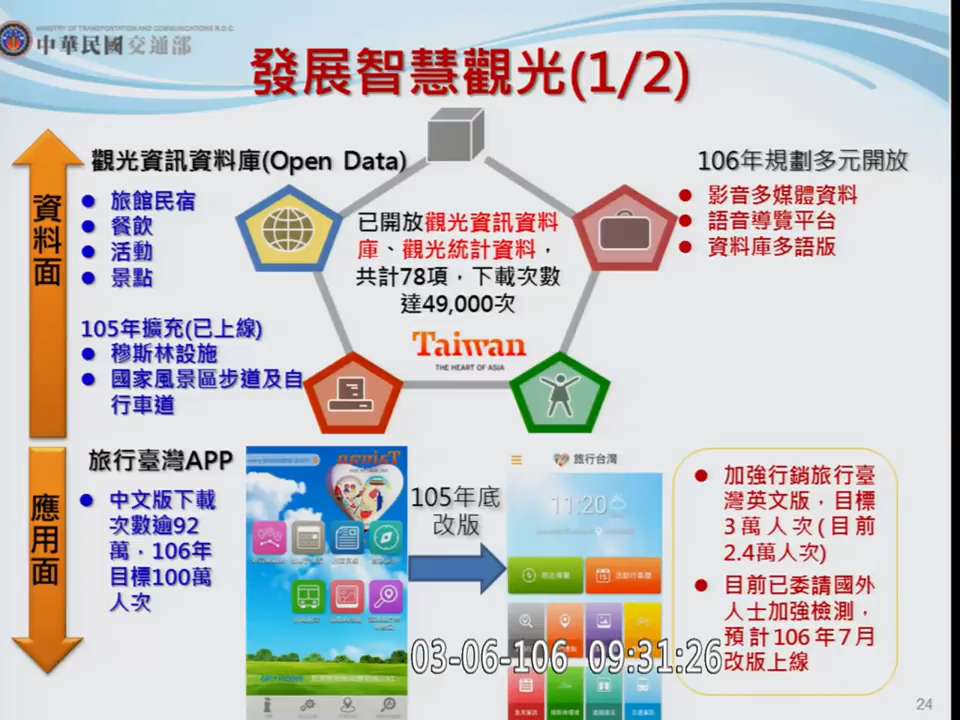 MINISTRY OF TRANSPORTATION AND COMMUNICATIONS R.O.C.
中華民國交通部
發展智慧觀光(1/2)
資料面
觀光資訊資料庫(Open Data)
旅館民宿
餐飲
活動
景點
105年擴充(已上線)
穆斯林設施
國家風景區步道及自
行車道
已開放觀光資訊資料
庫、觀光統計資料，
共計78項，下載次數
達49,000次
Taiwan
THE HEART OF ASIA
106年規劃多元開放
影音多媒體資料
語音導覽平台
資料庫多語版
應用面
旅行臺灣APP
中文版下載
次數逾92
萬，106年
目標100萬
人次
105年底
改版
旅行台灣
11:20
加強行銷旅行臺
灣英文版，目標
3萬人次(目前
2.4萬人次)
目前已委請國外
人士加強檢測，
預計106年7月
改版上線
03-06-106 09:31:26
24